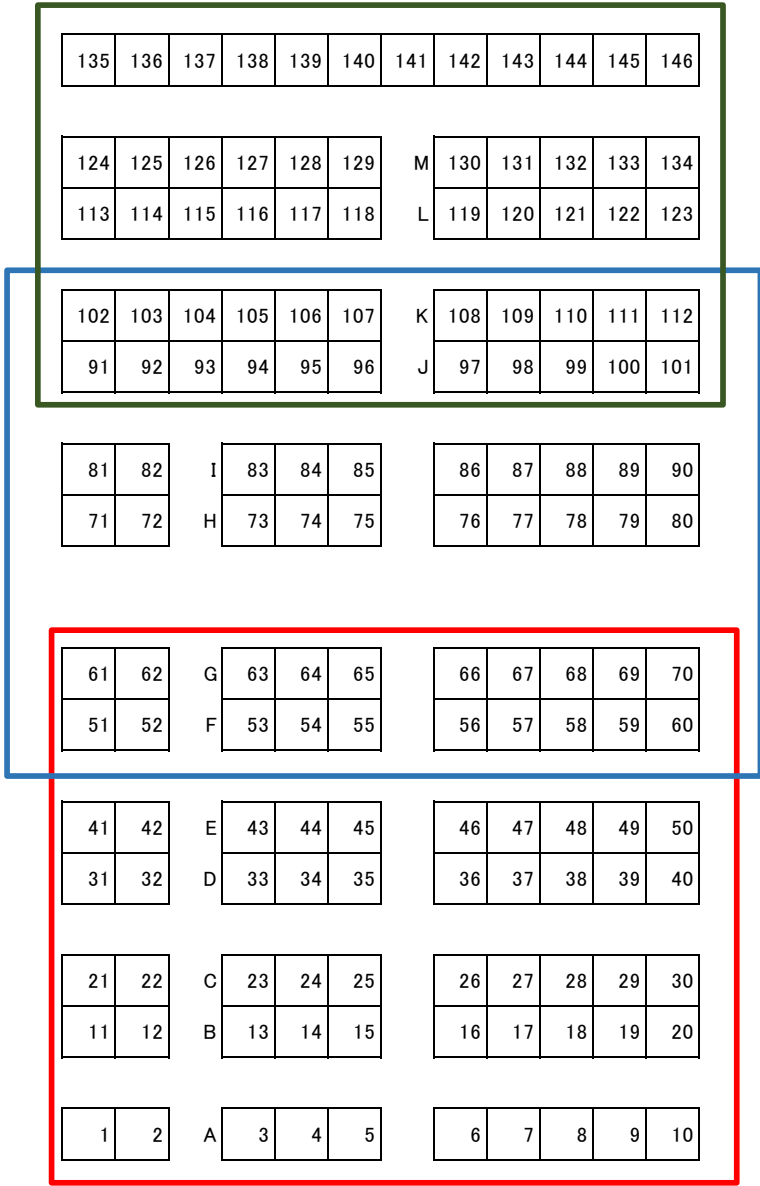 135 136 137 138 139 140 141 142 143 144 145 146
124 125 126 127 128 129 M 130 131 132 133 134
113 114 115 116 117 118 L 119 120 121 122 123
102 103 104 105 106 107 K 108 109 110 111 112
91 92 93 94 95 96 J 97 98 99 100 101
81 82 I 83 84 85 86 87 88 89 90
71 72 H 73 74 75 76 77 78 79 80
61 62 G 63 64 65 66 67 68 69 70
51 52 F 53 54 55 56 57 58 59 60
41 42 E 43 44 45 46 47 48 49 50
31 32 D 33 34 35 36 37 38 39 40
21 22 C 23 24 25 26 27 28 29 30
11 12 B 13 14 15 16 17 18 19 20
1 2 A 3 4 5 6 7 8 9 10